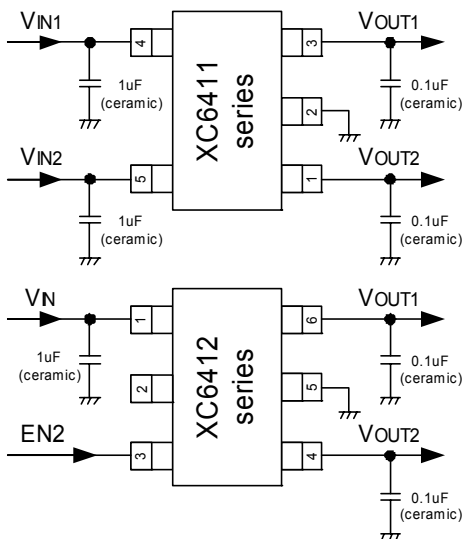 VIN1
VOUT1
4
3
1uF
(ceramic)
0.1uF
(ceramic)
XC6411
series
2
VIN2
VOUT2
5
1
1uF
(ceramic)
0.1uF
(ceramic)
VIN
VOUT1
1
6
1uF
(ceramic)
0.1uF
(ceramic)
XC6412
series
2
5
EN2
VOUT2
3
4
0.1uF
(ceramic)